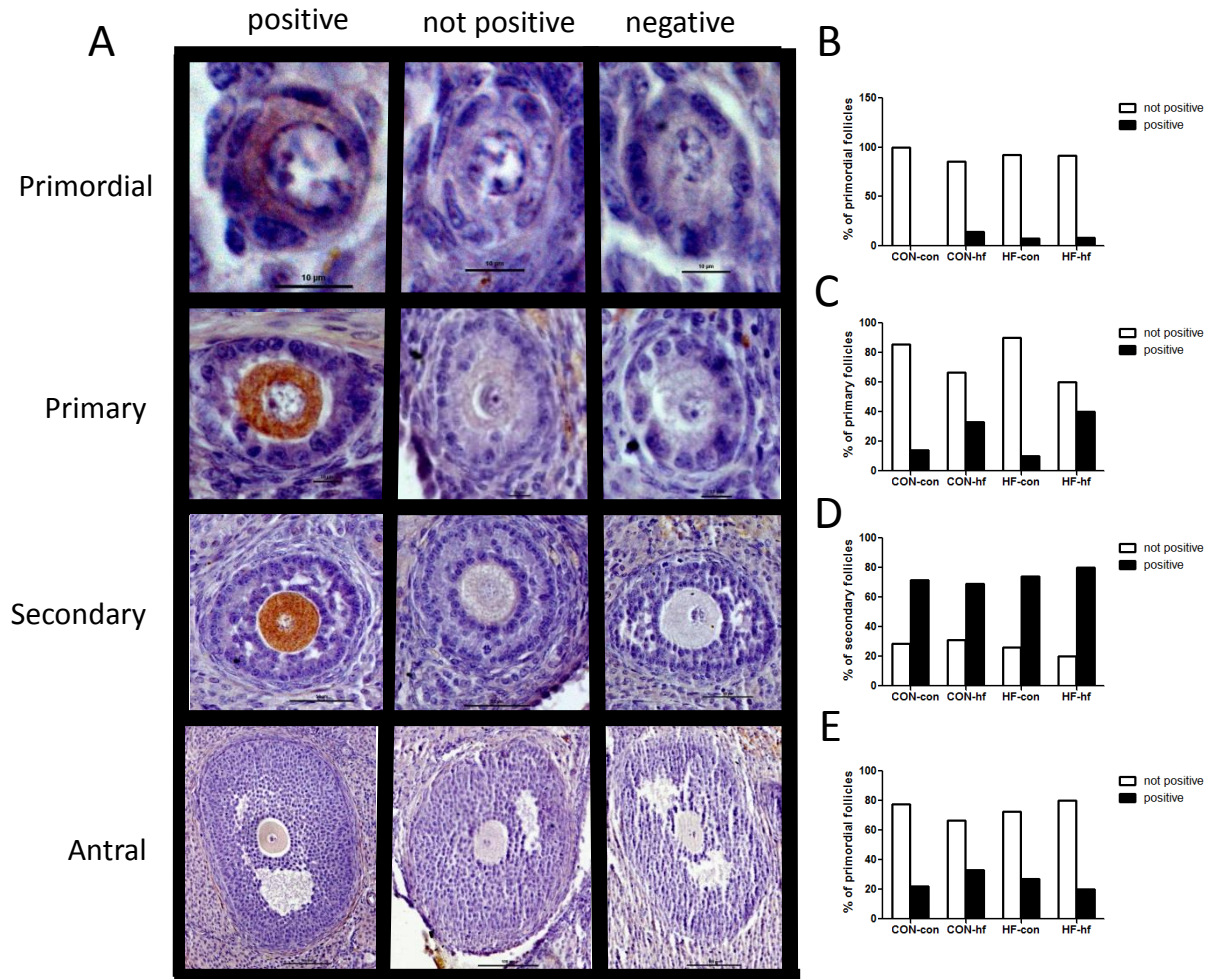 A
positive
not positive
negative
Primordial
10 µm
10 µm
10 µm
Primary
Secondary
Antral
B
150
100
50
0
% of primordial follicles
CON-con
CON-hf
HF-con
HF-hf
not positive
positive
C
100
80
60
40
20
0
% of primary follicles
CON-con
CON-hf
HF-con
HF-hf
not positive
positive
D
100
80
60
40
20
0
% of secondary follicles
CON-con
CON-hf
HF-con
HF-hf
not positive
positive
E
100
80
60
40
20
0
% of primordial follicles
CON-con
CON-hf
HF-con
HF-hf
not positive
positive